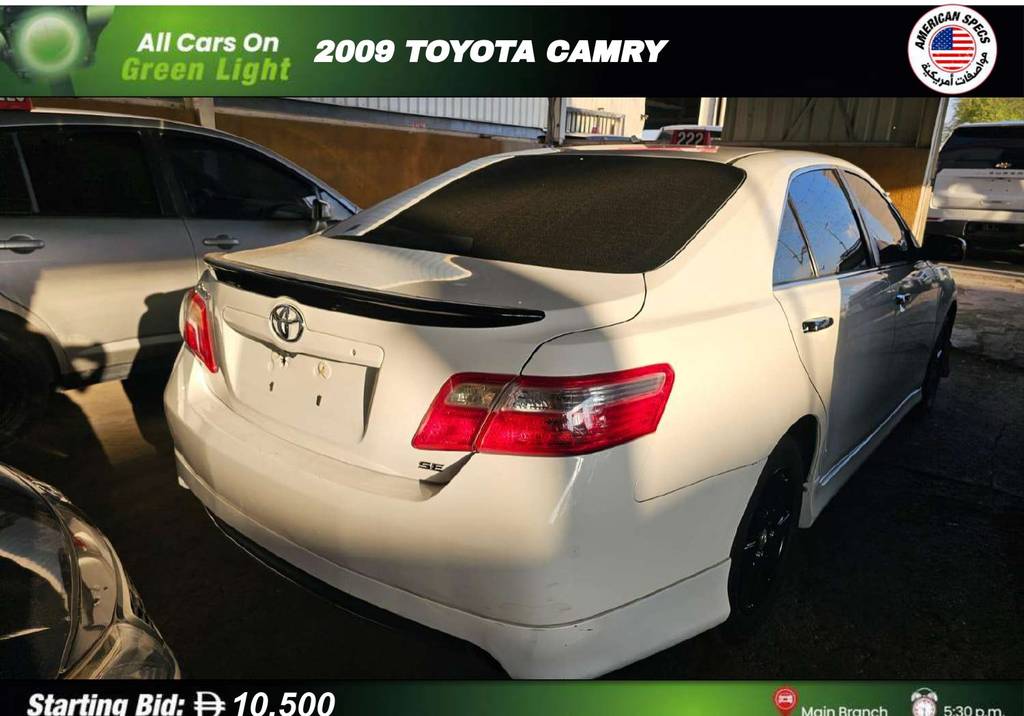 All Cars On
Green Light
2009 TOYOTA CAMRY
AMERICAN SPECS
مواصفات أمريكية
222
SE
Starting Bid: 10,500
Main Branch
5:30 p.m.